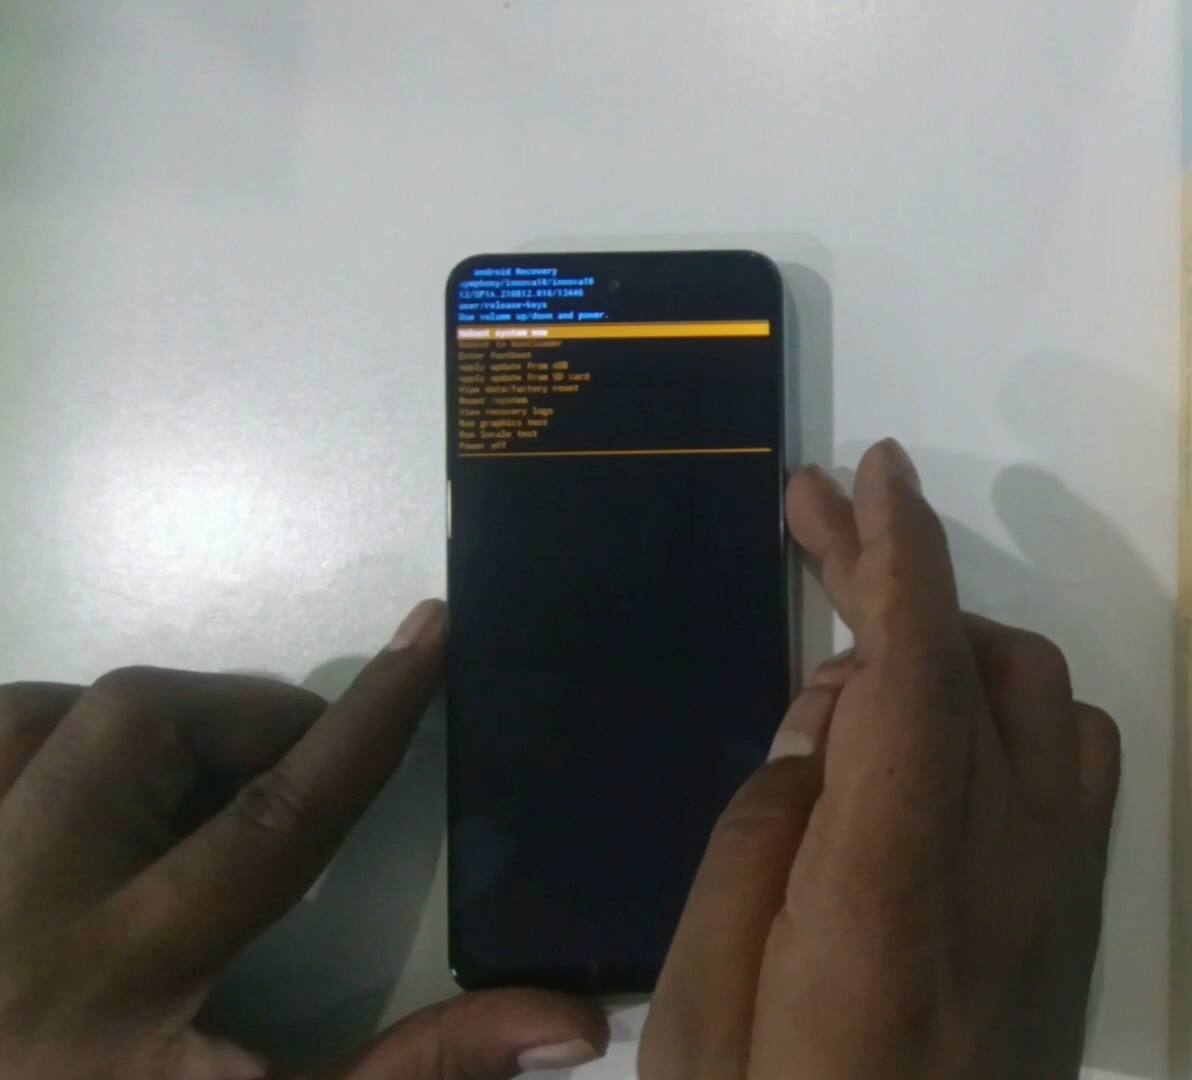 Android Recovery
symphony/innova10/innova10
12/SP1A.210812.016/13446
user/release-keys
Use volume up/down and power.
Reboot system now
Reboot to bootloader
Enter fastboot
Apply update from ADB
Apply update from SD card
Wipe data/factory reset
Mount /system
View recovery logs
Run graphics test
Run locale test
Power off